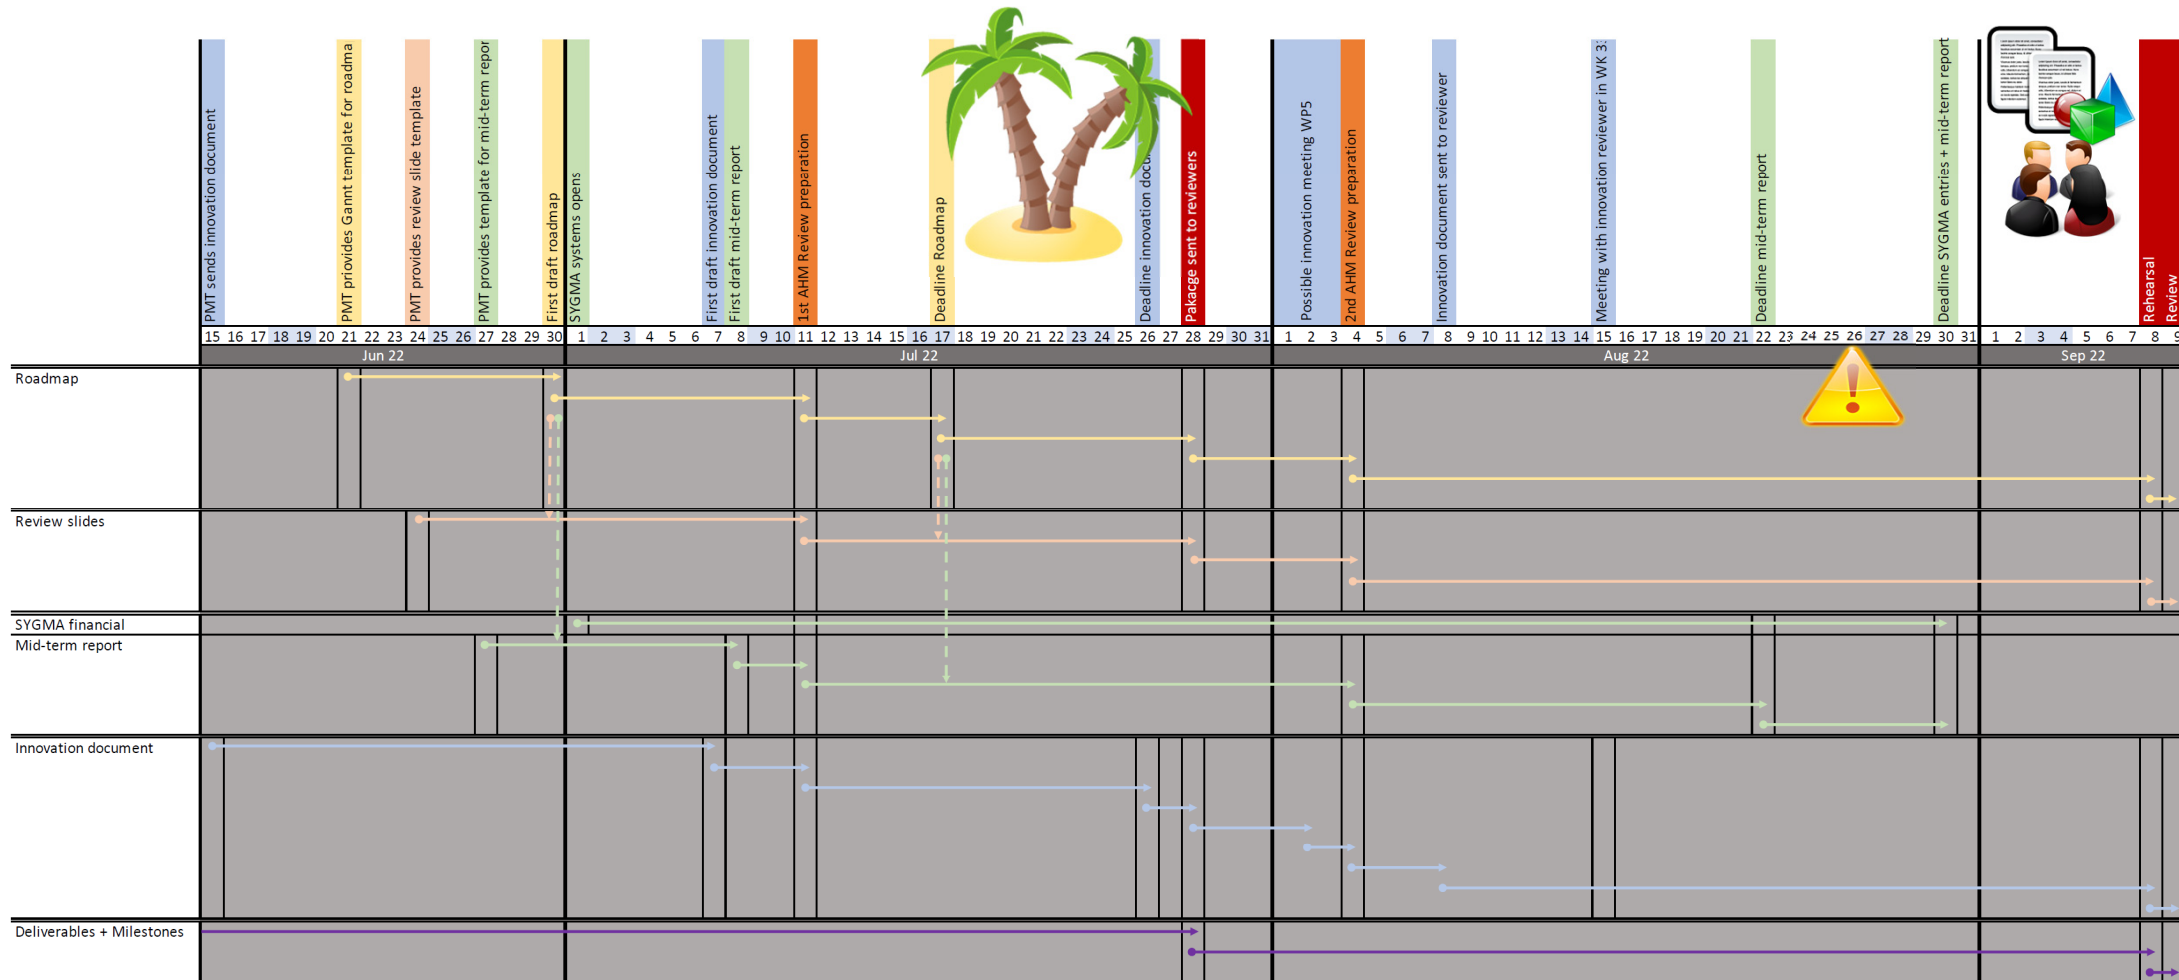 PMT sends innovation document
PMT priovides Gannt template for roadma
PMT provides review slide template
PMT provides template for mid-term repor
First draft roadmap
SYGMA systems opens
First draft innovation document
First draft mid-term report
1st AHM Review preparation
Deadline Roadmap
Deadline innovation docu
Pakacge sent to reviewers
Possible innovation meeting WP5
2nd AHM Review preparation
Innovation document sent to reviewer
Meeting with innovation reviewer in WK 3
Deadline mid-term report
Deadline SYGMA entries + mid-term report
Rehearsal
Review
15 16 17 18 19 20 21 22 23 24 25 26 27 28 29 30 1 2 3 4 5 6 7 8 9 10 11 12 13 14 15 16 17 18 19 20 21 22 23 24 25 26 27 28 29 30 31 1 2 3 4 5 6 7 8 9 10 11 12 13 14 15 16 17 18 19 20 21 22 23 24 25 26 27 28 29 30 31 1 2 3 4 5 6 7 8 9
Jun 22 Jul 22 Aug 22 Sep 22
Roadmap
Review slides
SYGMA financial
Mid-term report
Innovation document
Deliverables + Milestones